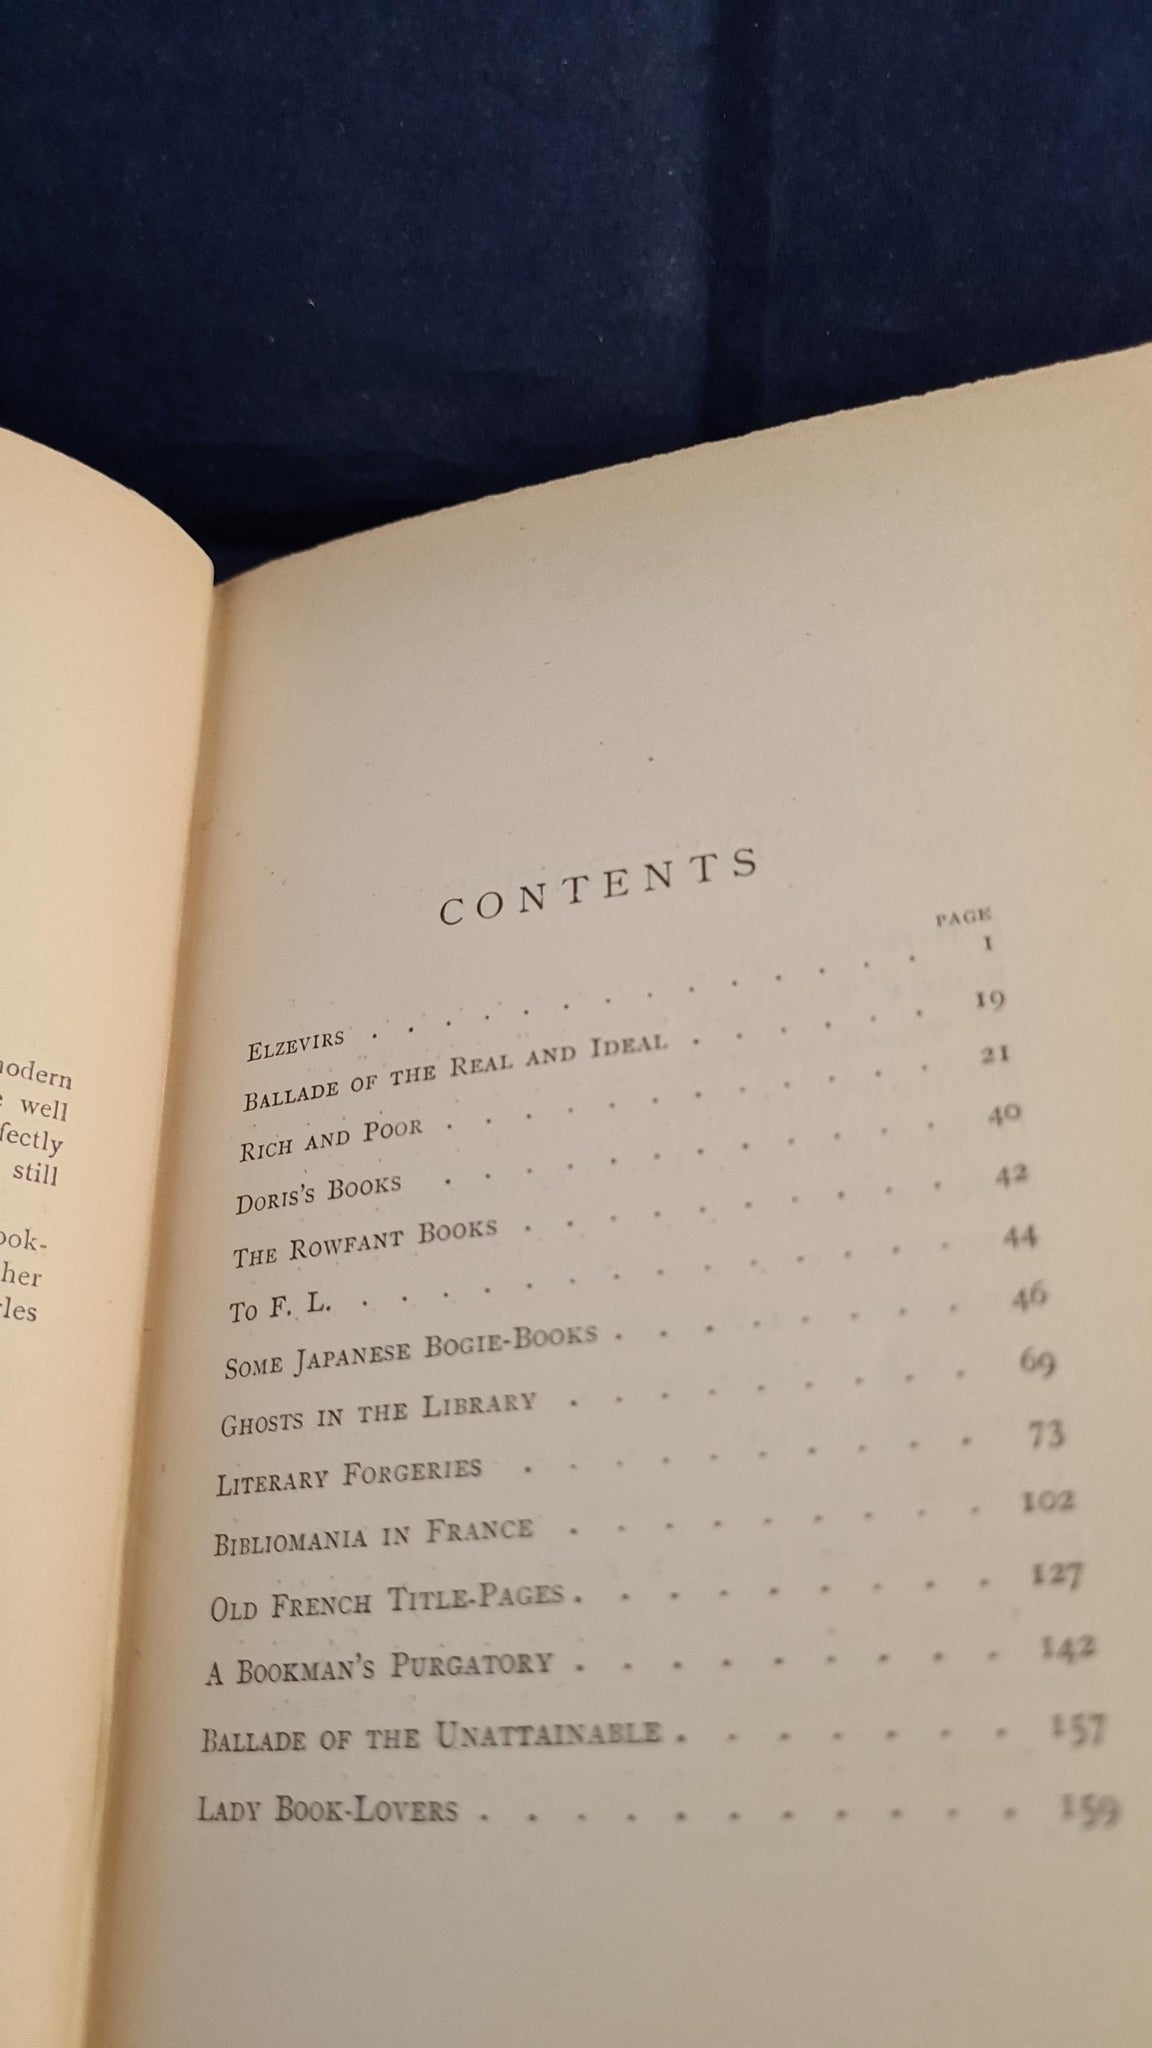 modern
well
fectly
still
ook-
her
rles
CONTENTS
PAGE
ELZEVIRS . . . . . . . . . . . . . 1
BALLADE OF THE REAL AND IDEAL . . . . . . 19
RICH AND POOR . . . . . . . . . . . . 21
DORIS'S BOOKS . . . . . . . . . . . . 40
THE ROWFANT BOOKS . . . . . . . . . . 42
TO F. L. . . . . . . . . . . . . . . 44
SOME JAPANESE BOGIE-BOOKS . . . . . . . . 46
GHOSTS IN THE LIBRARY . . . . . . . . . . 69
LITERARY FORGERIES . . . . . . . . . . . 73
BIBLIOMANIA IN FRANCE . . . . . . . . . . 102
OLD FRENCH TITLE-PAGES . . . . . . . . . 127
A BOOKMAN'S PURGATORY . . . . . . . . . 142
BALLADE OF THE UNATTAINABLE . . . . . . . 157
LADY BOOK-LOVERS . . . . . . . . . . . 159